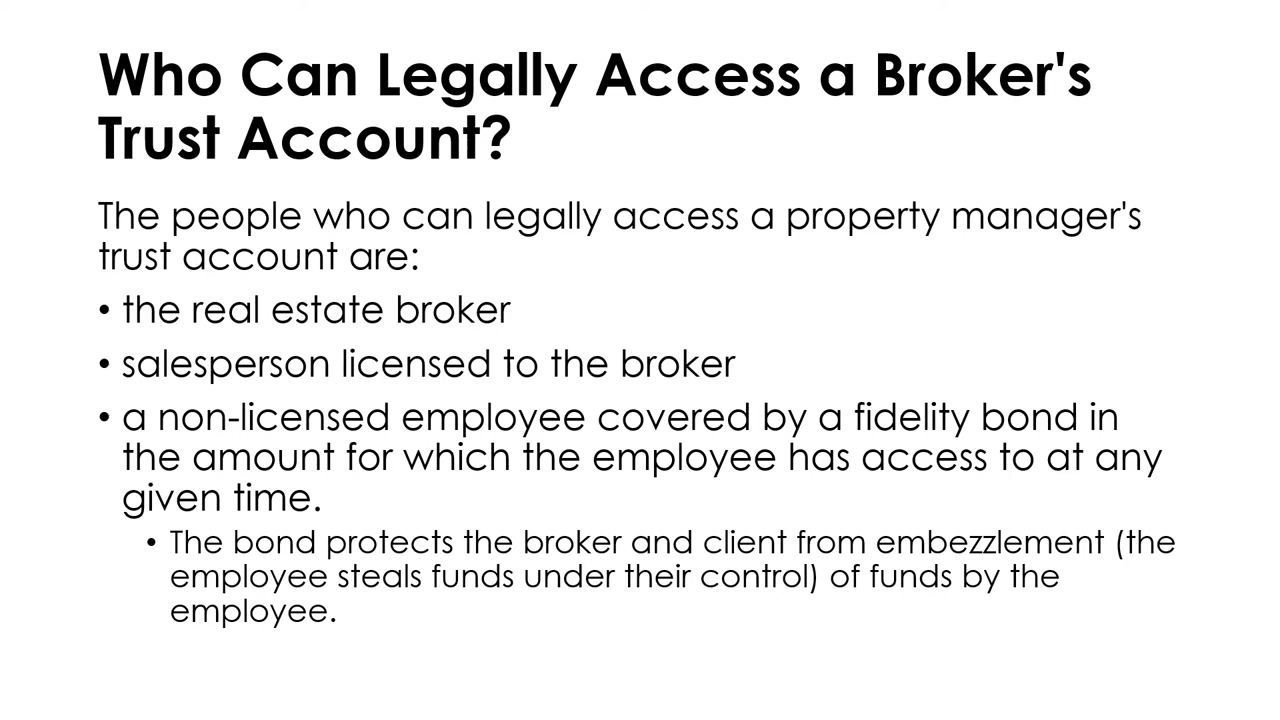 Who Can Legally Access a Broker's
Trust Account?
The people who can legally access a property manager's
trust account are:
• the real estate broker
• salesperson licensed to the broker
• a non-licensed employee covered by a fidelity bond in
the amount for which the employee has access to at any
given time.
• The bond protects the broker and client from embezzlement (the
employee steals funds under their control) of funds by the
employee.